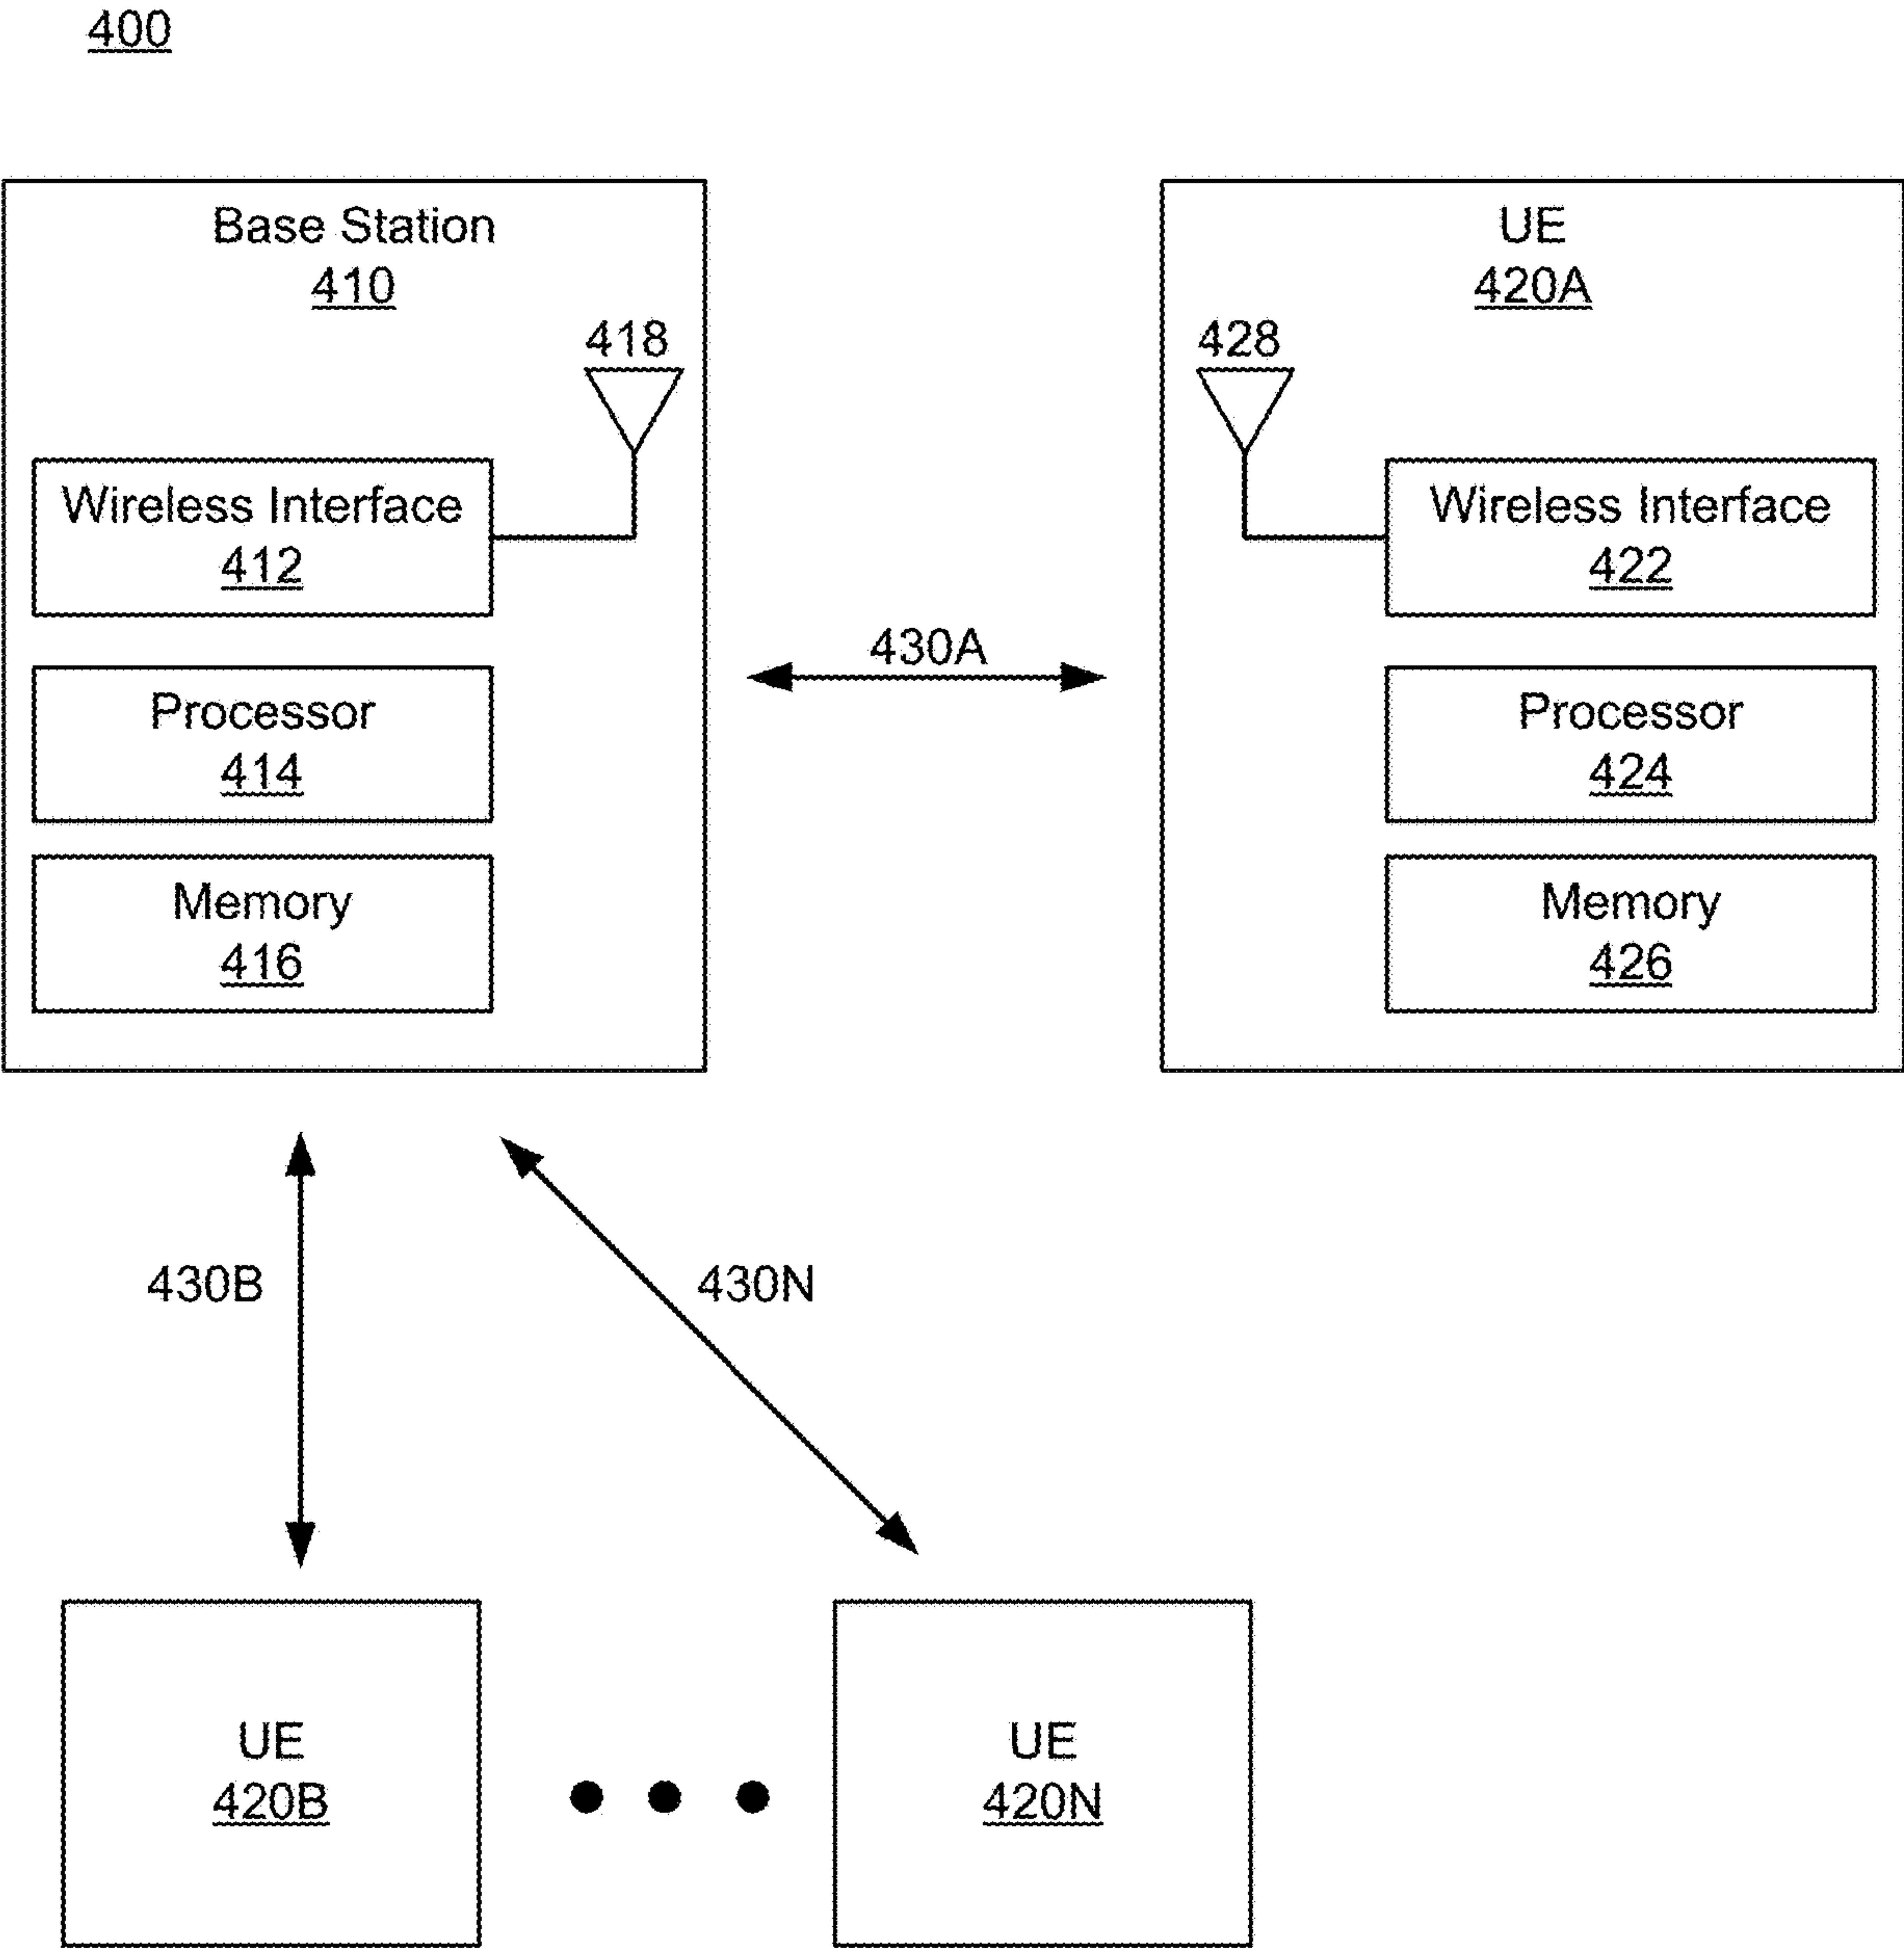 400
Base Station
410
418
Wireless Interface
412
Processor
414
Memory
416
430A
UE
420A
428
Wireless Interface
422
Processor
424
Memory
426
430B
430N
UE
420B
UE
420N